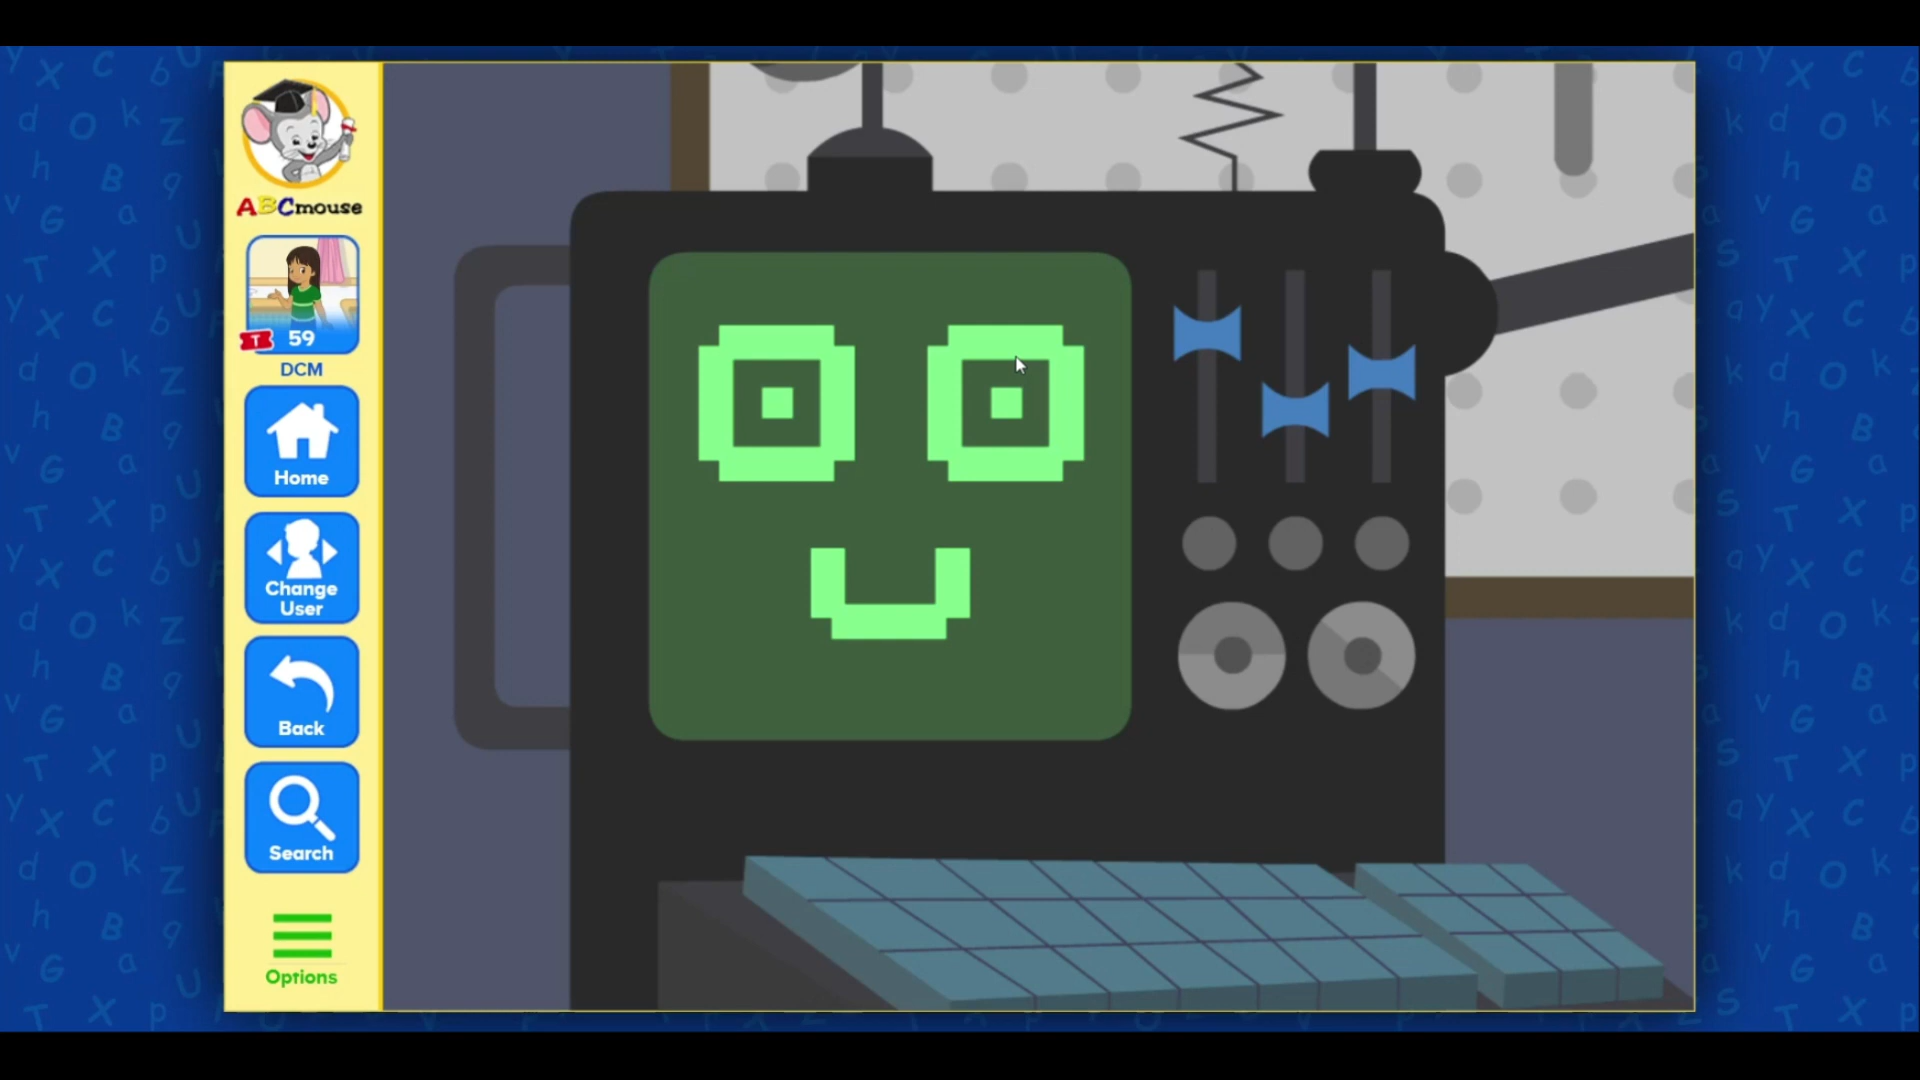 ABCmouse
T 59
DCM
Home
Change
User
Back
Search
Options